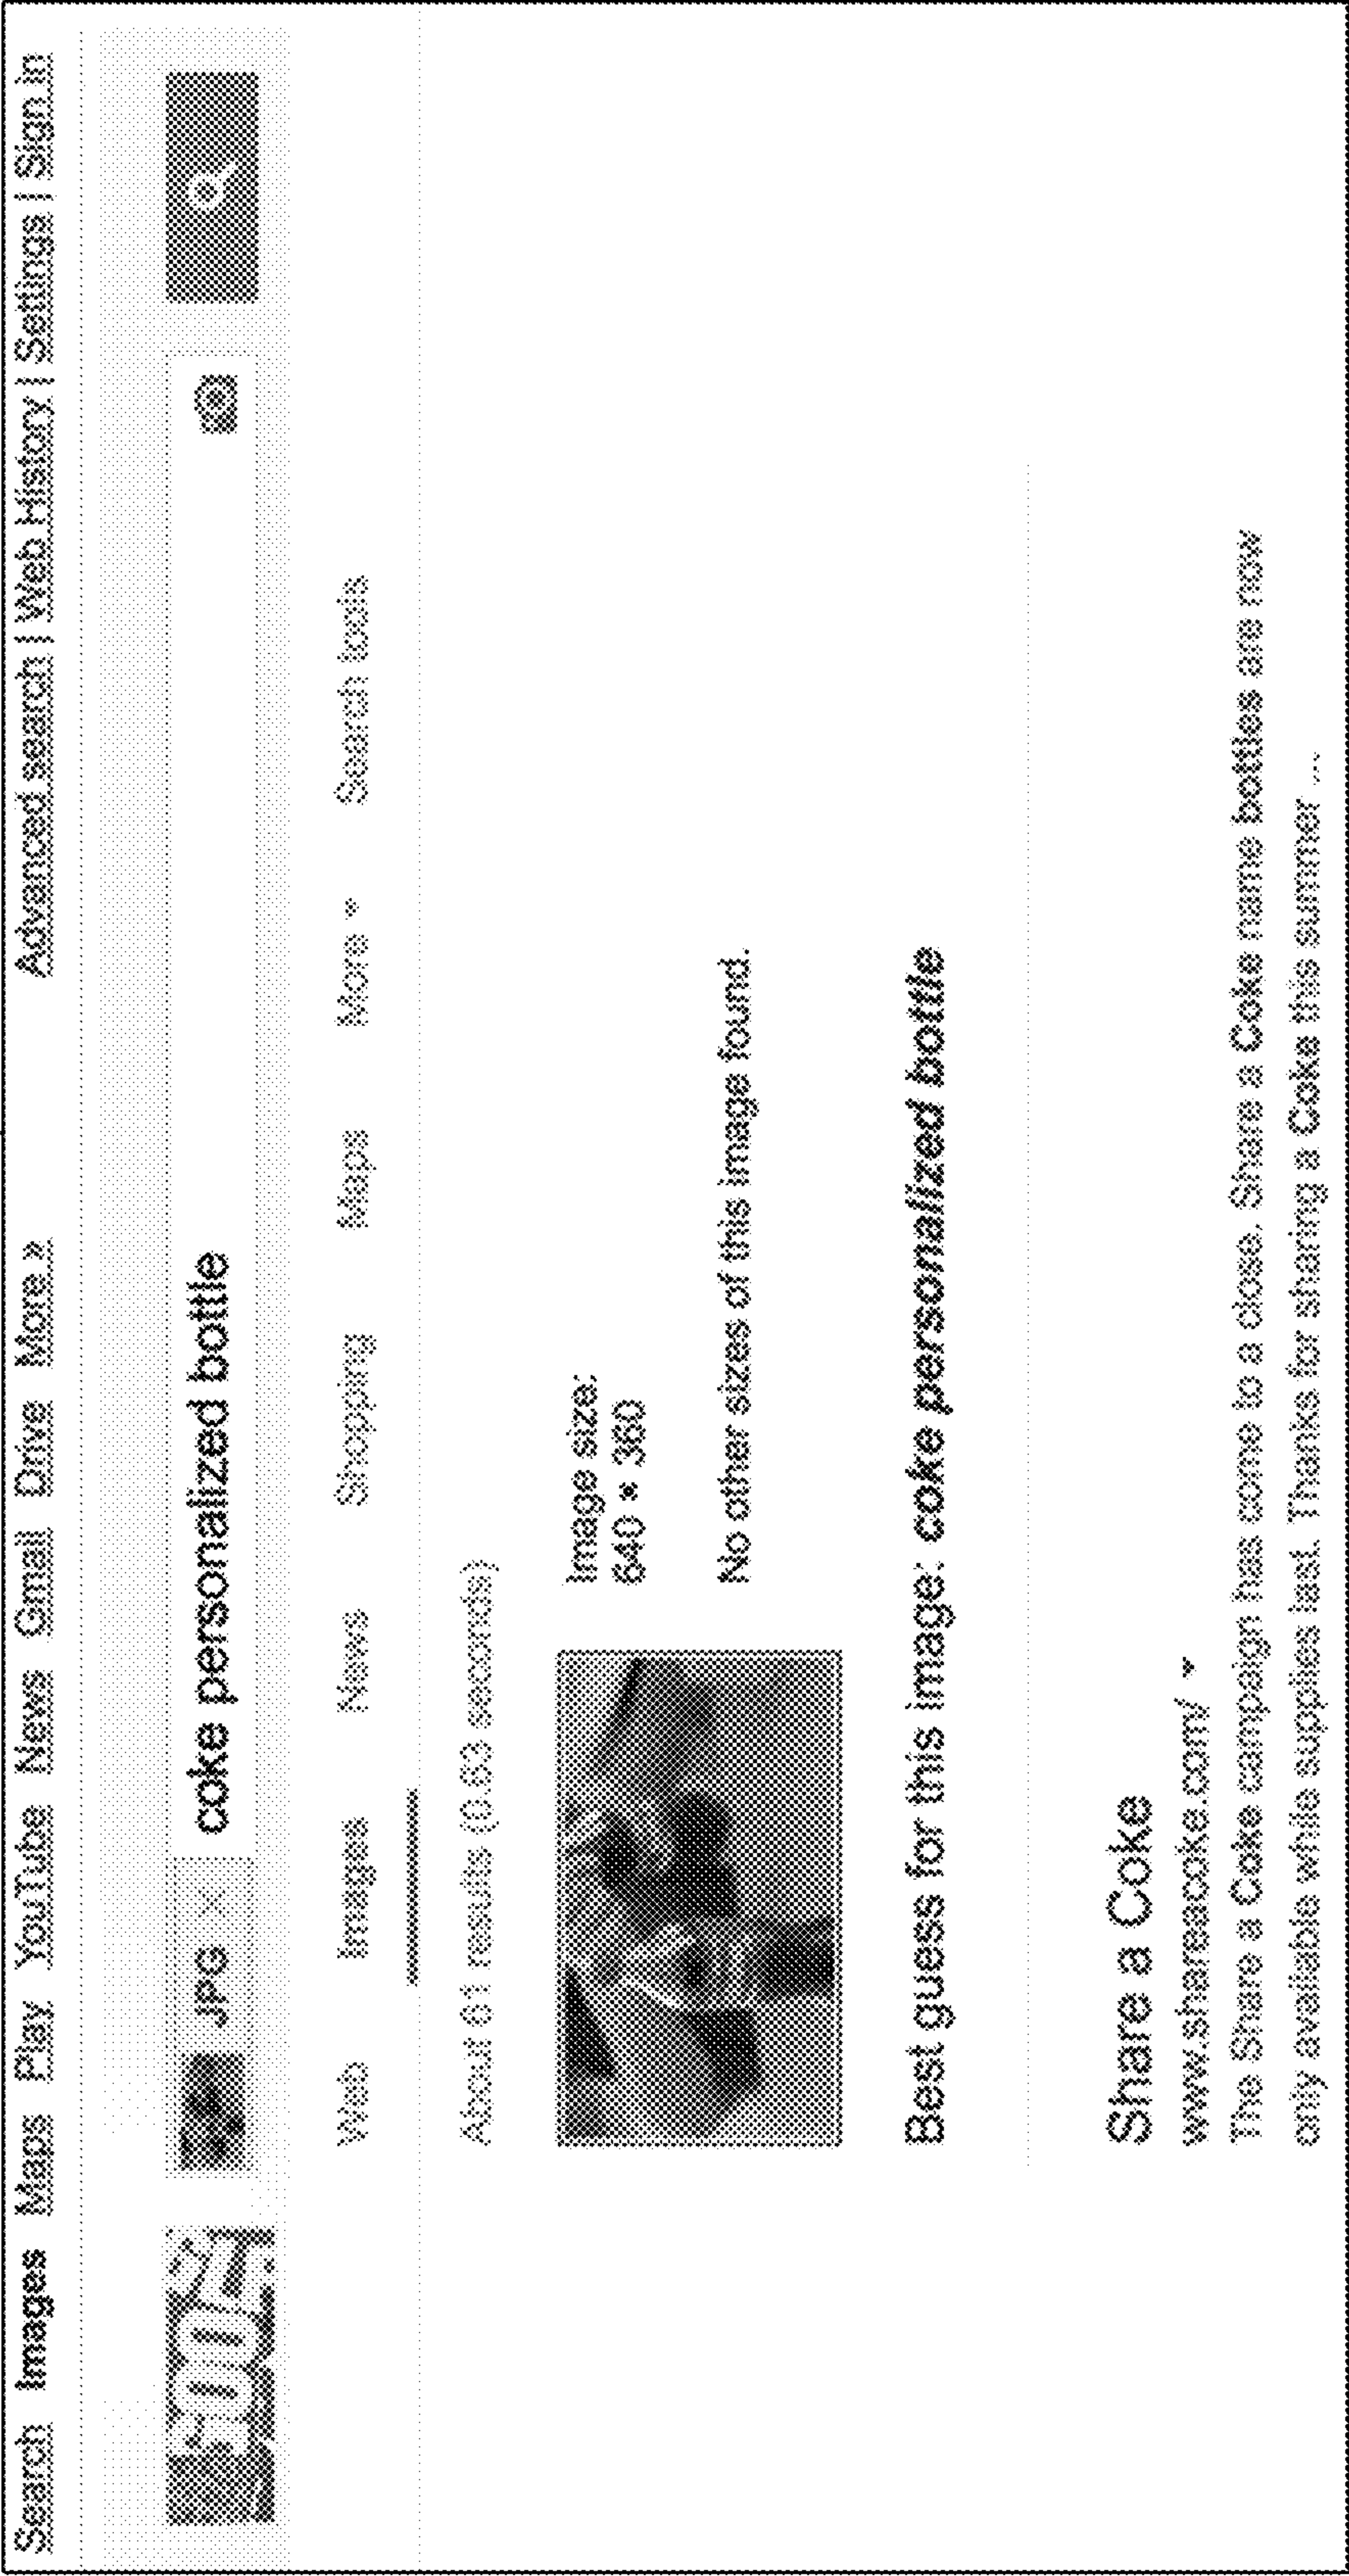 Search Images Maps Play YouTube News Gmail Drive More » Advanced search | Web History | Settings | Sign in
JPG × coke personalized bottle
Web Images News Shopping Maps More ▾ Search tools
About 61 results (0.63 seconds)
Image size:
640 × 360
No other sizes of this image found.
Best guess for this image: coke personalized bottle
Share a Coke
www.shareacoke.com/ ▾
The Share a Coke campaign has come to a close. Share a Coke name bottles are now
only available while supplies last. Thanks for sharing a Coke this summer ...